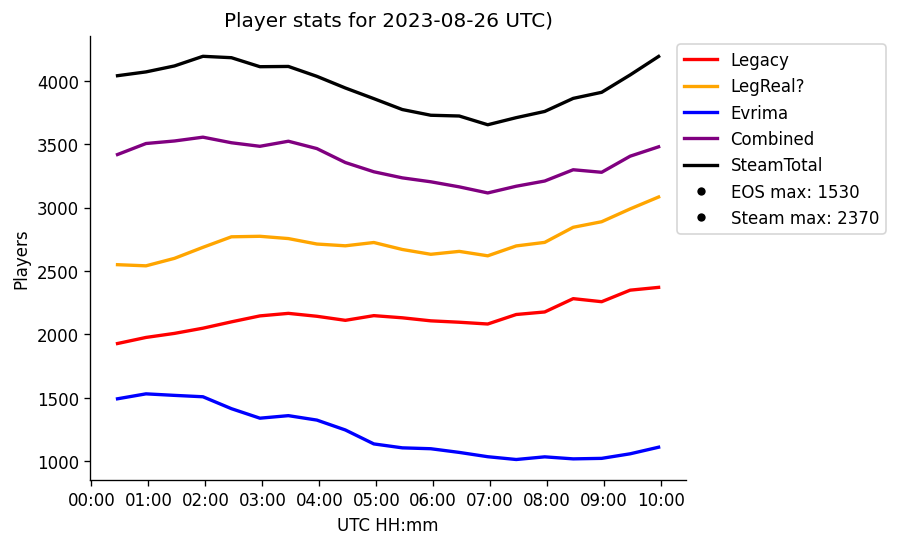 Player stats for 2023-08-26 UTC)
Legacy
LegReal?
Evrima
Combined
SteamTotal
EOS max: 1530
Steam max: 2370
Players
4000
3500
3000
2500
2000
1500
1000
00:00 01:00 02:00 03:00 04:00 05:00 06:00 07:00 08:00 09:00 10:00
UTC HH:mm